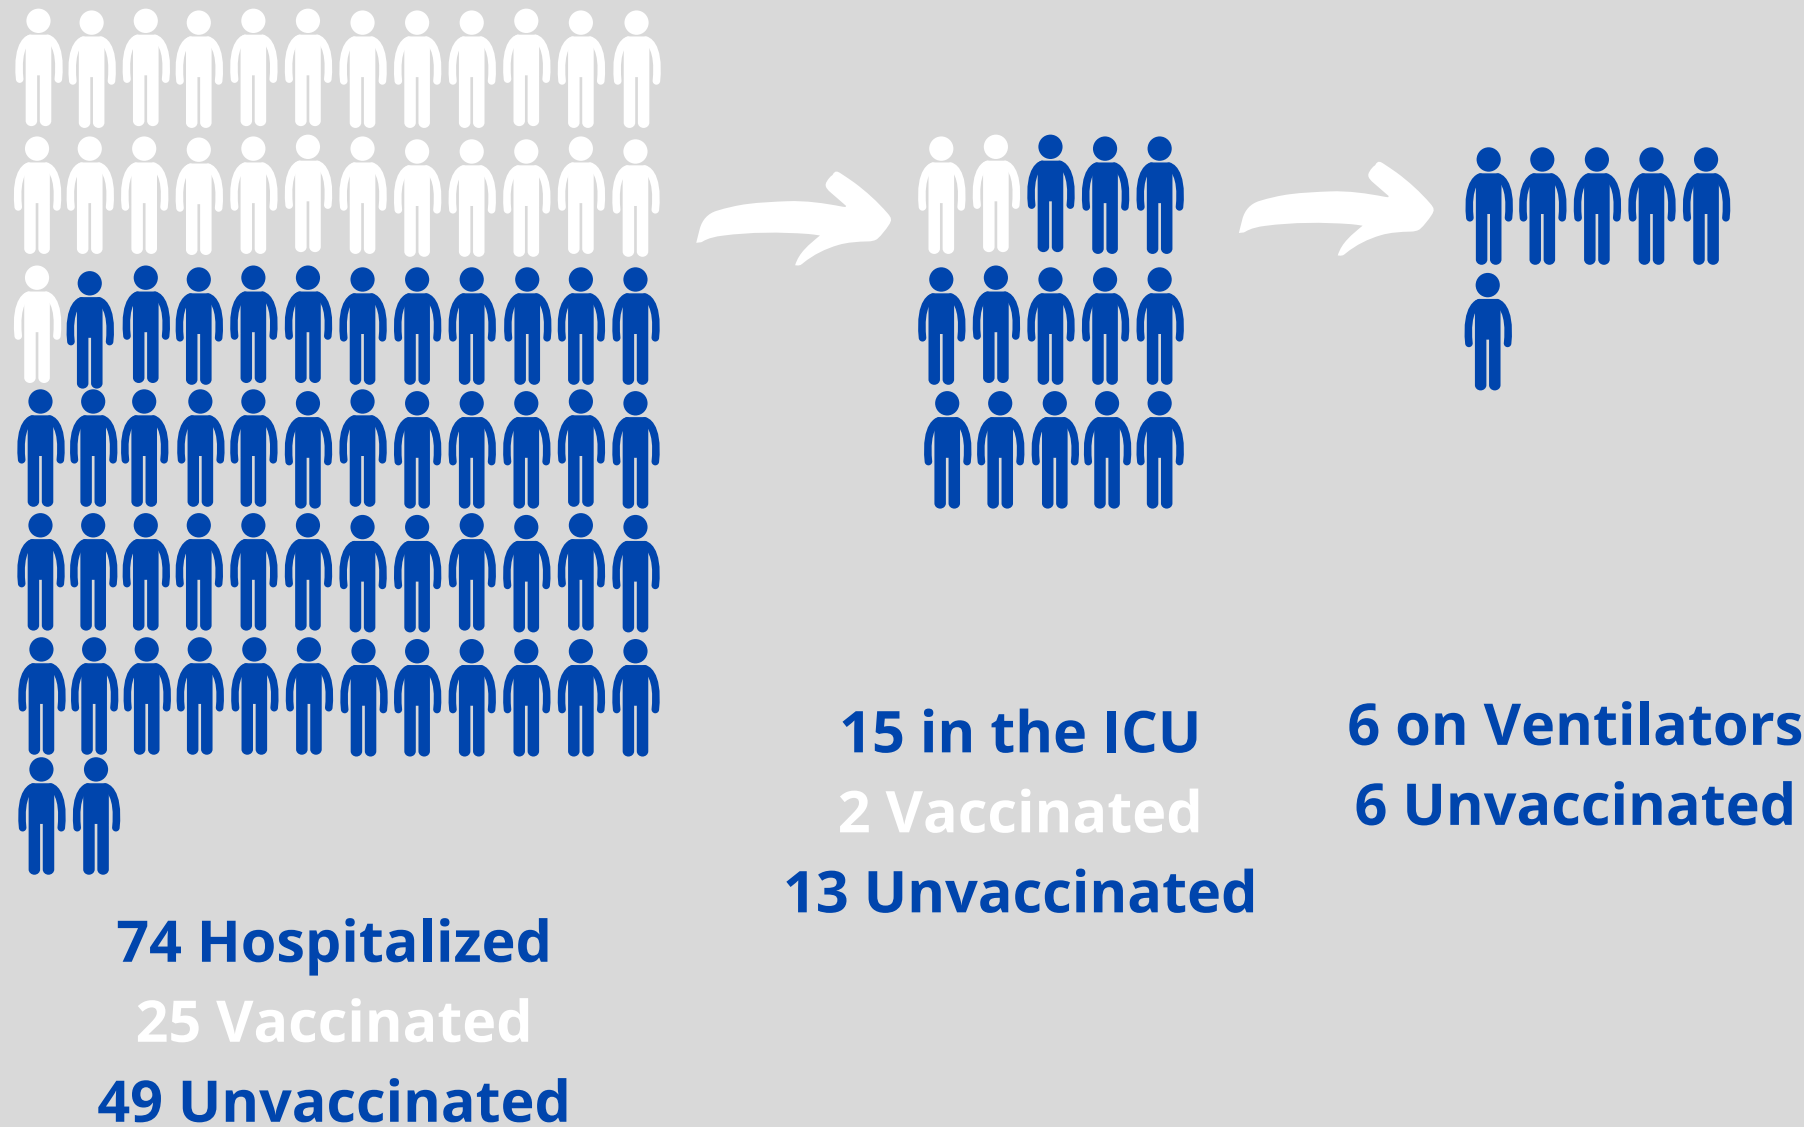 74 Hospitalized
25 Vaccinated
49 Unvaccinated
15 in the ICU
2 Vaccinated
13 Unvaccinated
6 on Ventilators
6 Unvaccinated